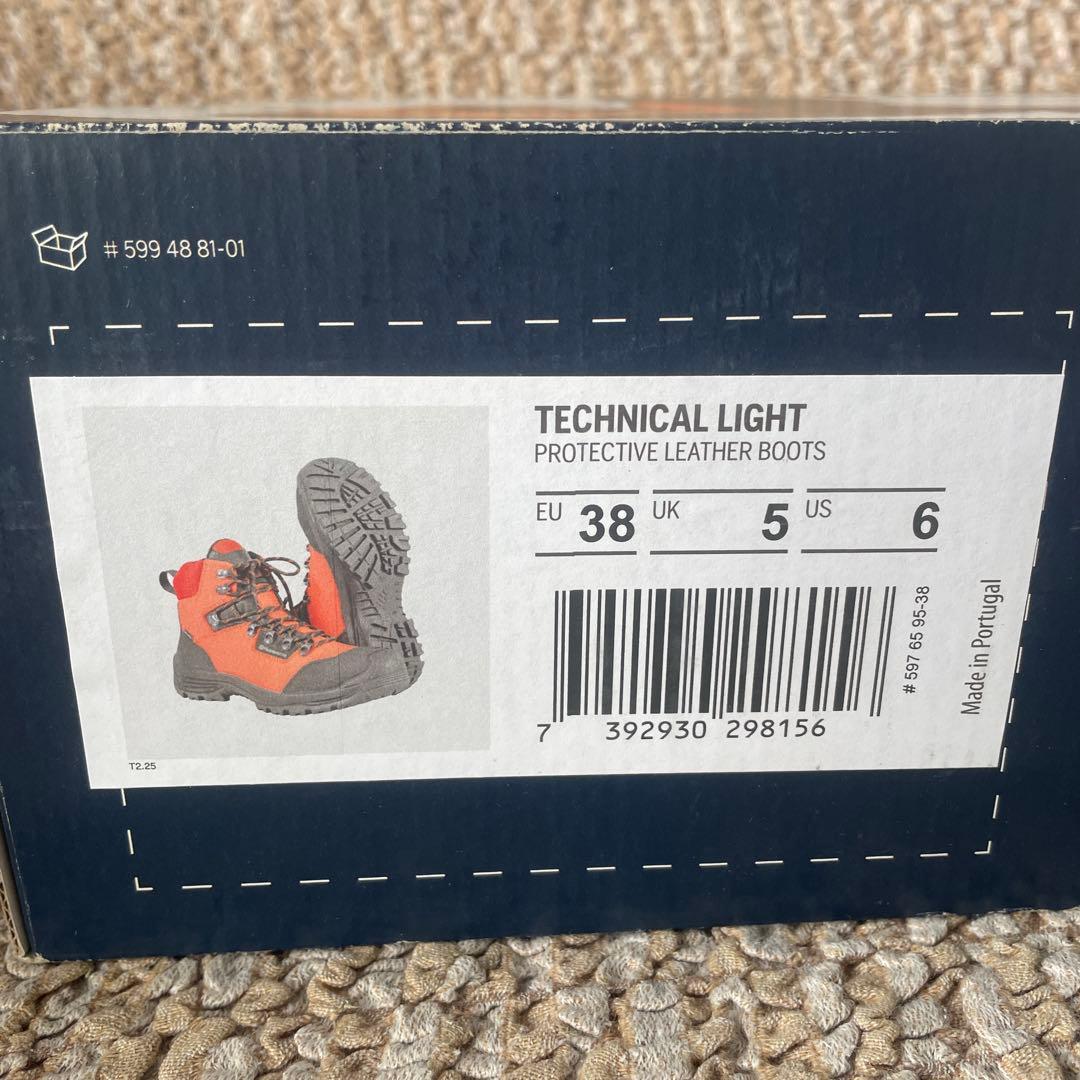 # 599 48 81-01
TECHNICAL LIGHT
PROTECTIVE LEATHER BOOTS
EU 38 UK 5 US 6
# 597 65 95-38
Made in Portugal
7 392930 298156
T2.25